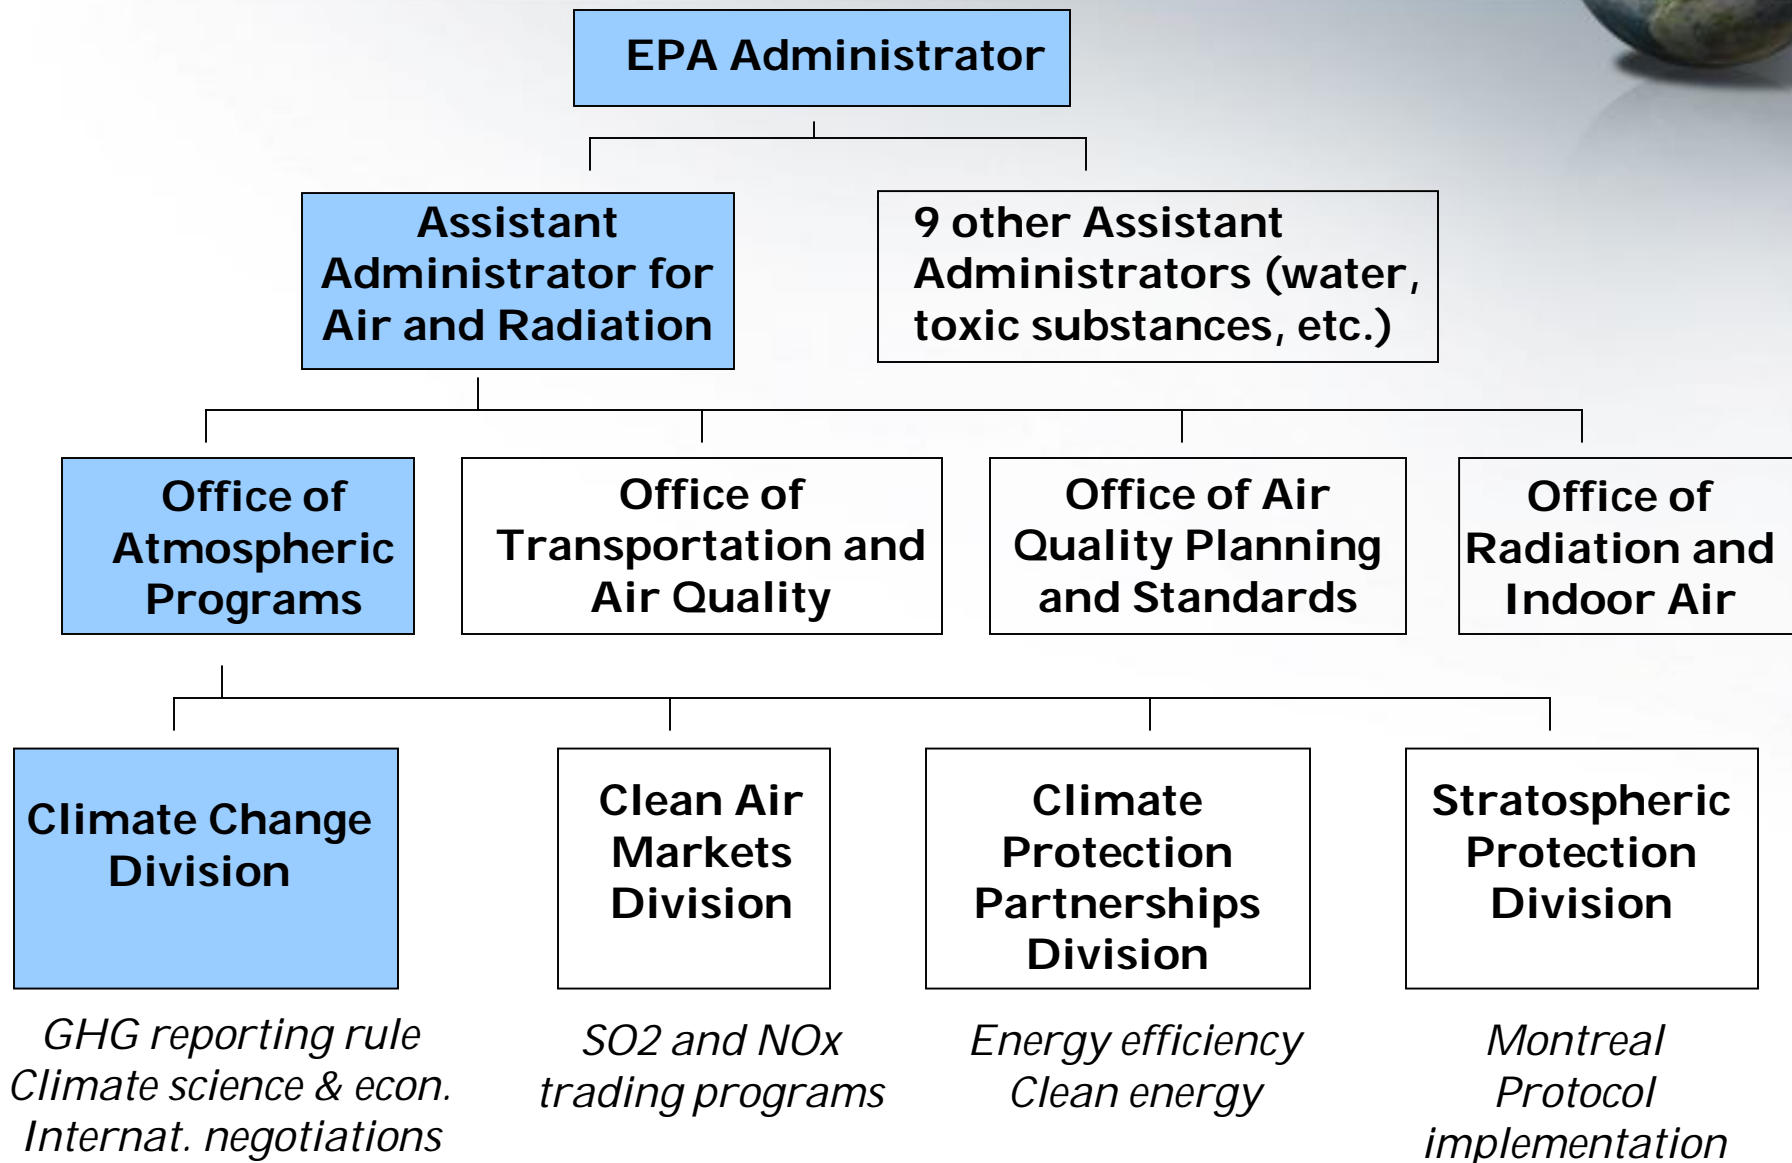 EPA Administrator
Assistant
Administrator for
Air and Radiation
9 other Assistant
Administrators (water,
toxic substances, etc.)
Office of
Atmospheric
Programs
Office of
Transportation and
Air Quality
Office of Air
Quality Planning
and Standards
Office of
Radiation and
Indoor Air
Climate Change
Division
Clean Air
Markets
Division
Climate
Protection
Partnerships
Division
Stratospheric
Protection
Division
GHG reporting rule
Climate science & econ.
Internat. negotiations
SO2 and NOx
trading programs
Energy efficiency
Clean energy
Montreal
Protocol
implementation